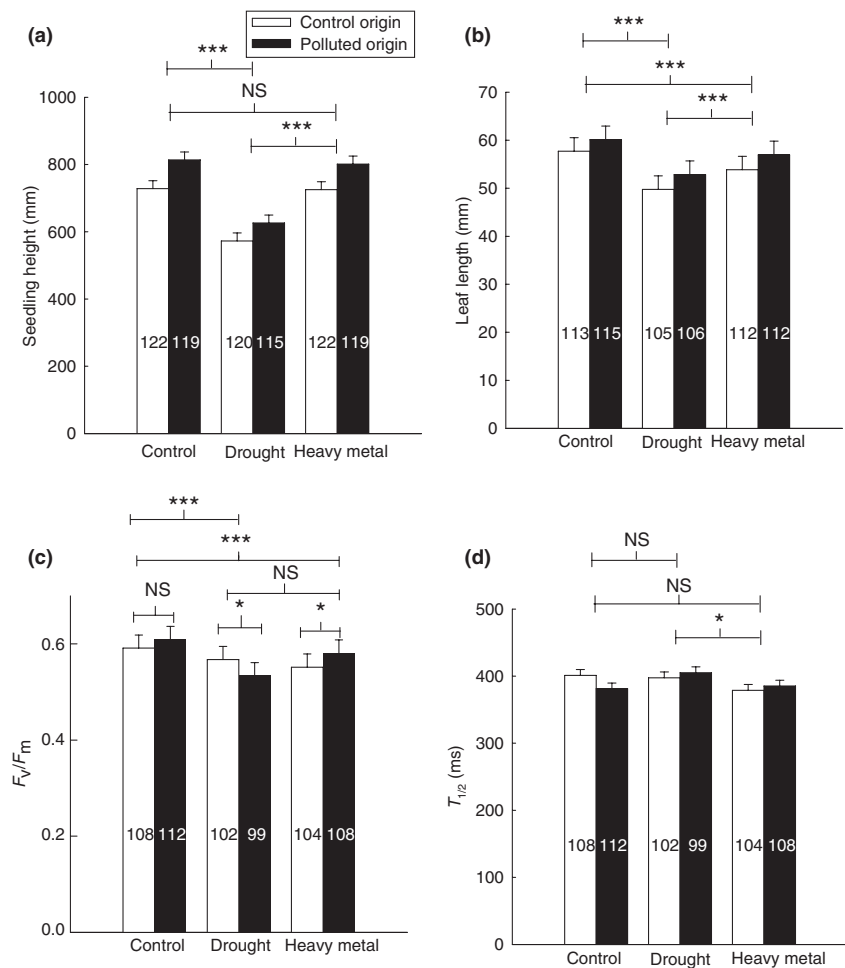 Control origin
Polluted origin
(a)
***
NS
***
1000
800
600
400
200
0
Seedling height (mm)
122 119
120 115
122 119
Control
Drought
Heavy metal
(b)
***
***
***
70
60
50
40
30
20
10
0
Leaf length (mm)
113 115
105 106
112 112
Control
Drought
Heavy metal
(c)
***
***
NS
NS
*
*
0.6
0.4
0.2
0.0
Fv/Fm
108 112
102 99
104 108
Control
Drought
Heavy metal
(d)
NS
NS
*
500
400
300
200
100
0
T1/2 (ms)
108 112
102 99
104 108
Control
Drought
Heavy metal